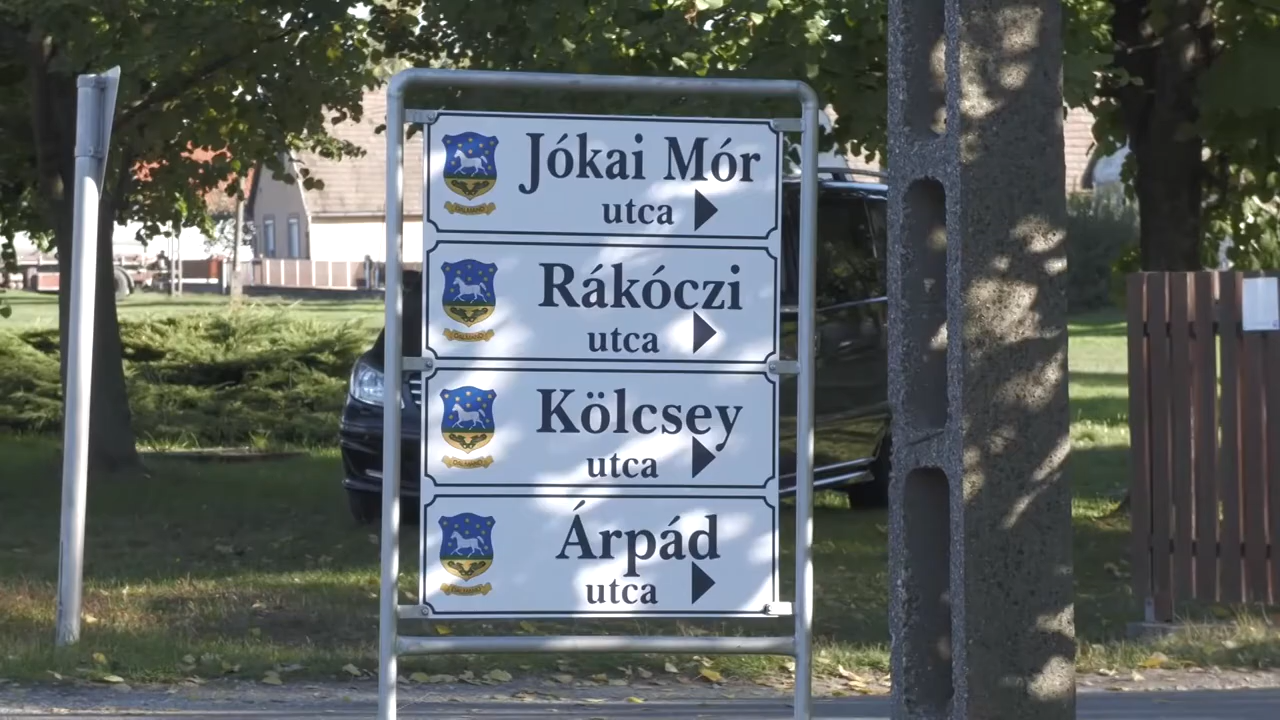 Jókai Mór
utca
Rákóczi
utca
Kölcsey
utca
Árpád
utca